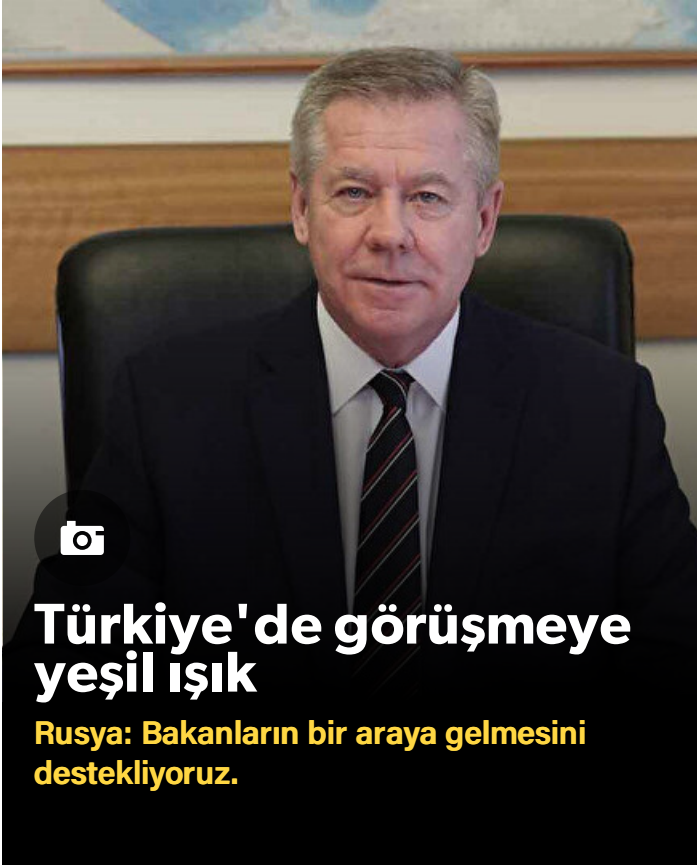 Türkiye'de görüşmeye
yeşil ışık
Rusya: Bakanların bir araya gelmesini
destekliyoruz.